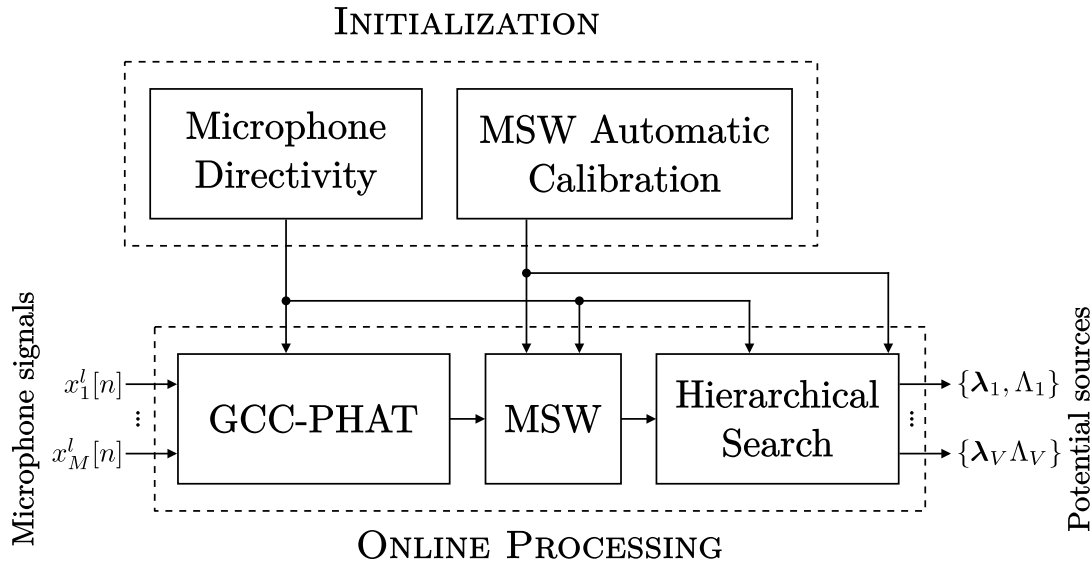 INITIALIZATION
Microphone
Directivity
MSW Automatic
Calibration
Microphone signals
x_1^l[n]
⋮
x_M^l[n]
GCC-PHAT
MSW
Hierarchical
Search
{λ_1, Λ_1}
⋮
{λ_V Λ_V}
Potential sources
ONLINE PROCESSING